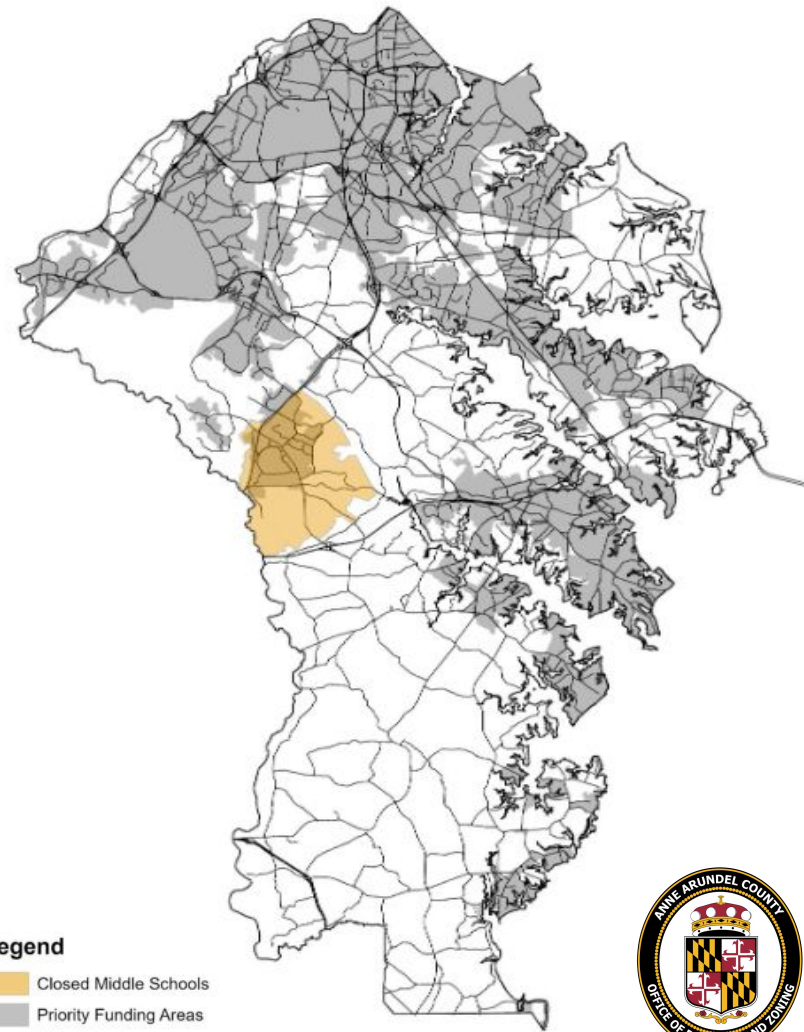 egend
Closed Middle Schools
Priority Funding Areas
ANNE ARUNDEL COUNTY
OFFICE OF
ZONING